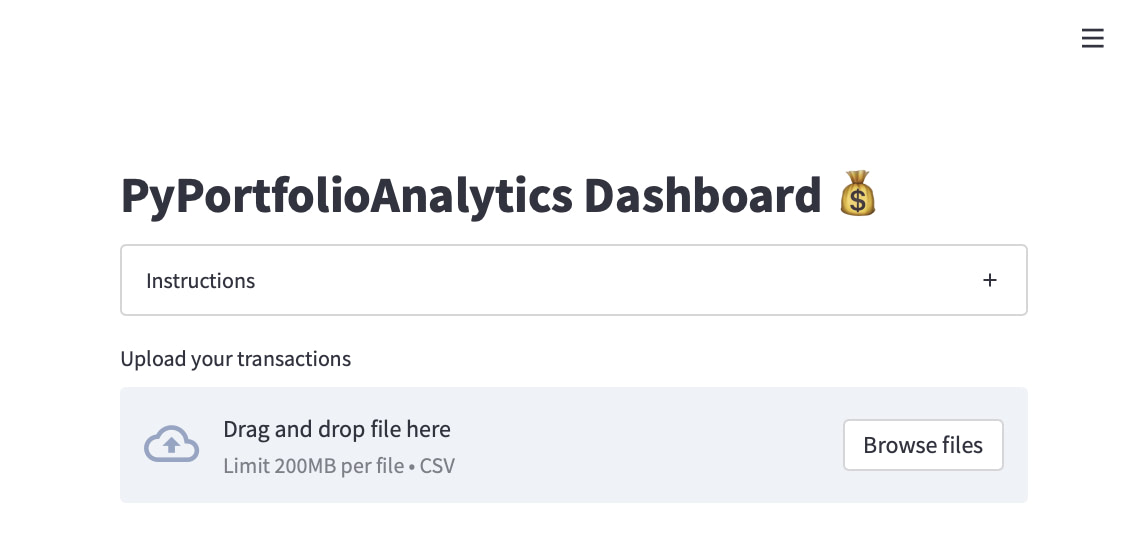 PyPortfolioAnalytics Dashboard 💰
Instructions
Upload your transactions
Drag and drop file here
Limit 200MB per file • CSV
Browse files